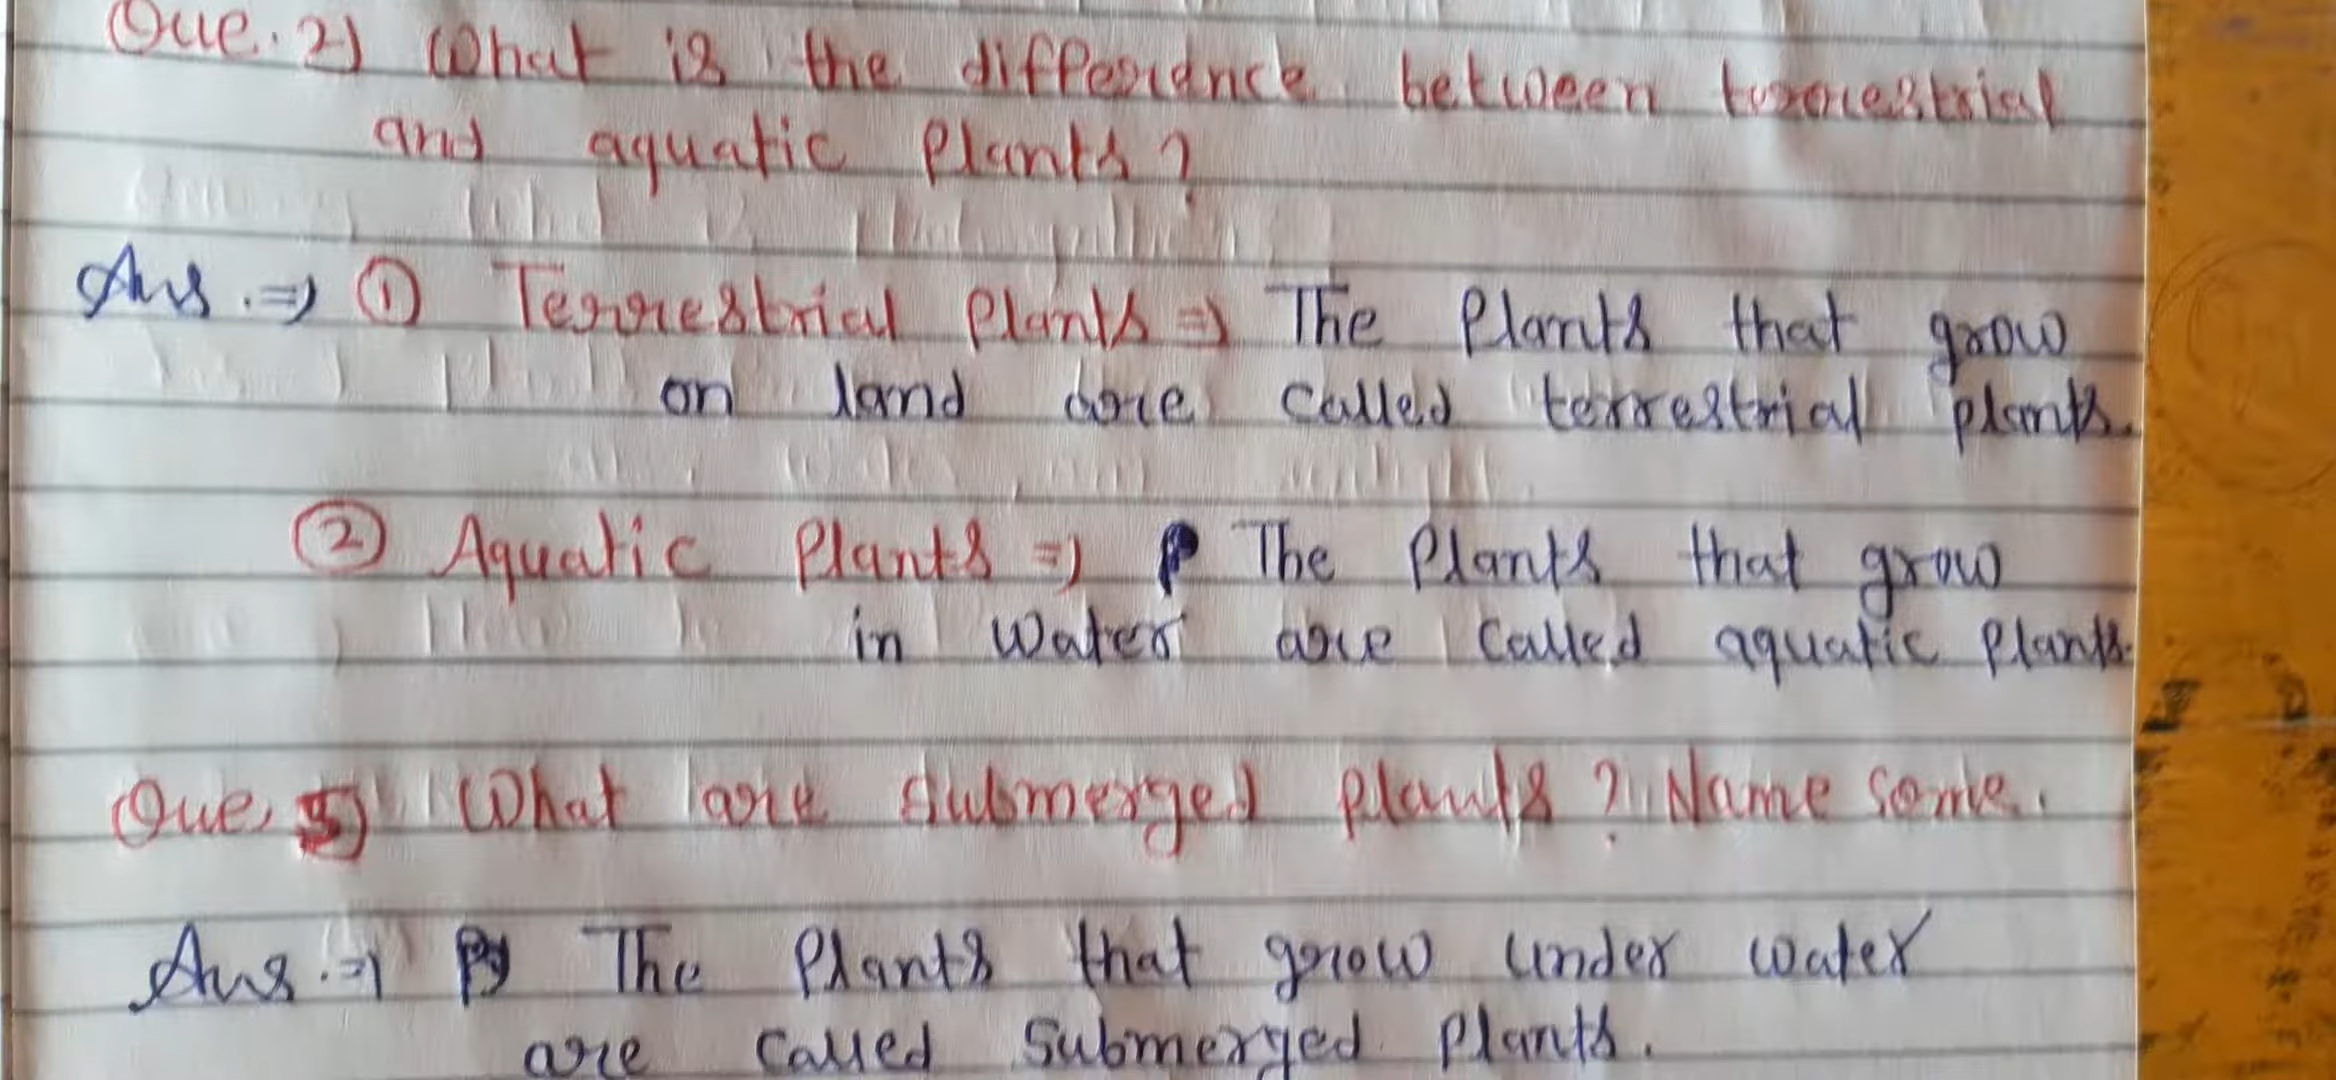 Que. 2) What is the difference between terrestrial
and aquatic Plants ?
Ans. ⇒ ① Terrestrial Plants ⇒ The Plants that grow
on land are called terrestrial plants.
② Aquatic Plants ⇒ The Plants that grow
in water are called aquatic Plants.
Que. 3) What are submerged plants ? Name some.
Ans. ⇒ The Plants that grow under water
are called submerged Plants.